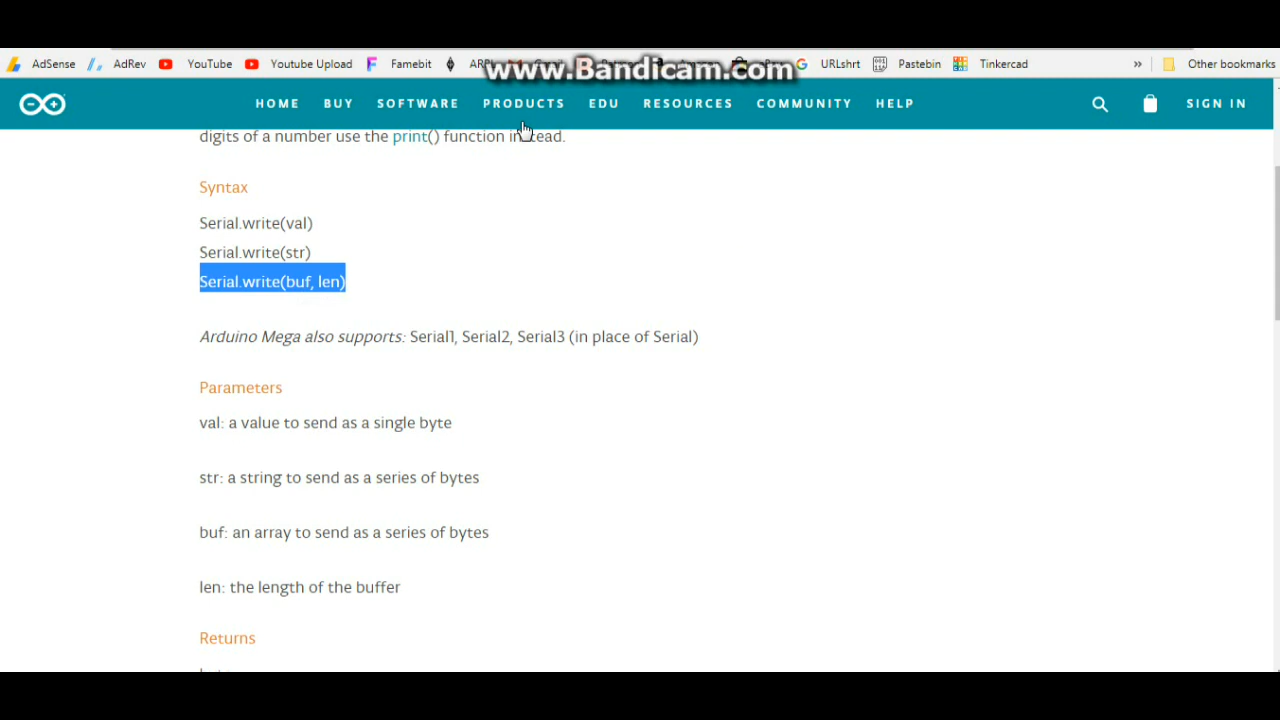 AdSense AdRev YouTube Youtube Upload Famebit URLshrt Pastebin Tinkercad » Other bookmarks
www.Bandicam.com
HOME BUY SOFTWARE PRODUCTS EDU RESOURCES COMMUNITY HELP SIGN IN
digits of a number use the print() function instead.
Syntax
Serial.write(val)
Serial.write(str)
Serial.write(buf, len)
Arduino Mega also supports: Serial1, Serial2, Serial3 (in place of Serial)
Parameters
val: a value to send as a single byte
str: a string to send as a series of bytes
buf: an array to send as a series of bytes
len: the length of the buffer
Returns